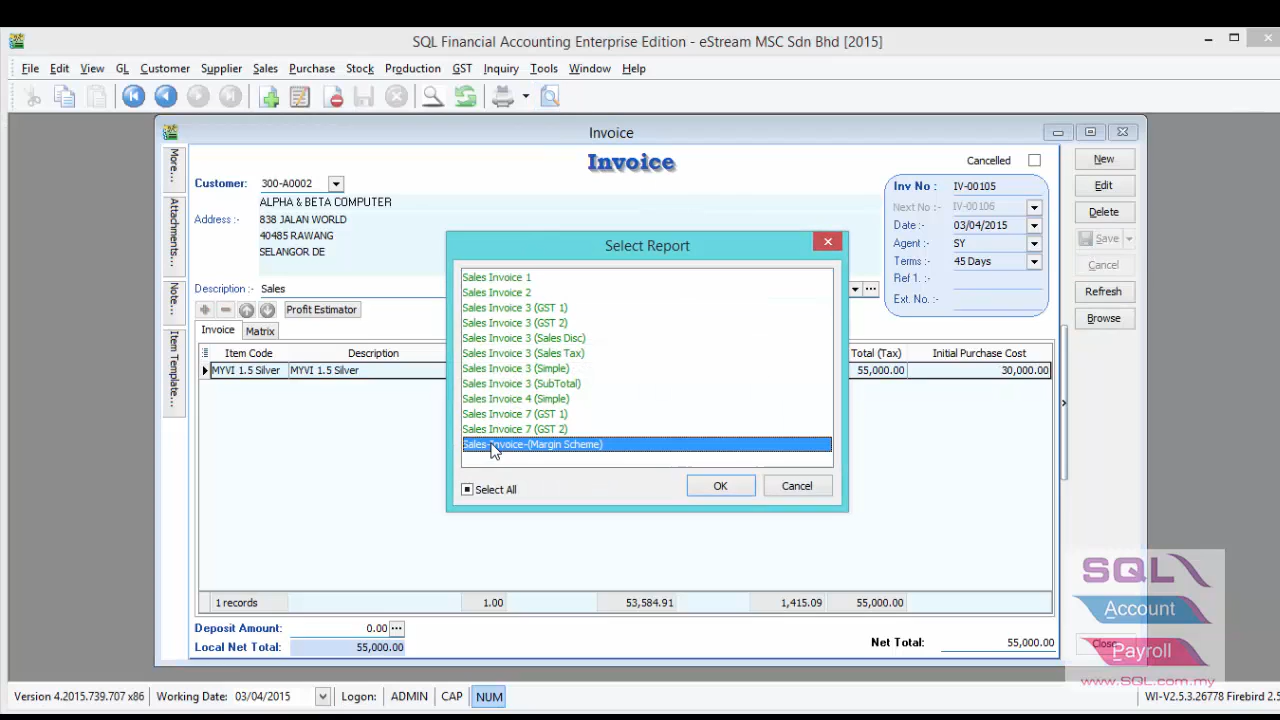 SQL Financial Accounting Enterprise Edition - eStream MSC Sdn Bhd [2015]
File Edit View GL Customer Supplier Sales Purchase Stock Production GST Inquiry Tools Window Help
Invoice
More...
Attachments...
Note...
Item Template...
Invoice
Cancelled
Customer: 300-A0002
ALPHA & BETA COMPUTER
Address :- 838 JALAN WORLD
40485 RAWANG
SELANGOR DE
Inv No : IV-00105
Next No :- IV-00106
Date :- 03/04/2015
Agent : SY
Terms : 45 Days
Ref 1. :
Ext. No. :
Description : Sales
Profit Estimator
Invoice Matrix
Item Code Description Total (Tax) Initial Purchase Cost
MYVI 1.5 Silver MYVI 1.5 Silver 55,000.00 30,000.00
1 records 1.00 53,584.91 1,415.09 55,000.00
Deposit Amount: 0.00
Local Net Total: 55,000.00
Net Total: 55,000.00
New
Edit
Delete
Save
Cancel
Refresh
Browse
Close
Select Report
Sales Invoice 1
Sales Invoice 2
Sales Invoice 3 (GST 1)
Sales Invoice 3 (GST 2)
Sales Invoice 3 (Sales Disc)
Sales Invoice 3 (Sales Tax)
Sales Invoice 3 (Simple)
Sales Invoice 3 (SubTotal)
Sales Invoice 4 (Simple)
Sales Invoice 7 (GST 1)
Sales Invoice 7 (GST 2)
Sales-Invoice-(Margin Scheme)
Select All
OK Cancel
SQL
Account
Payroll
www.SQL.com.my
Version 4.2015.739.707 x86 Working Date: 03/04/2015 Logon: ADMIN CAP NUM WI-V2.5.3.26778 Firebird 2.5